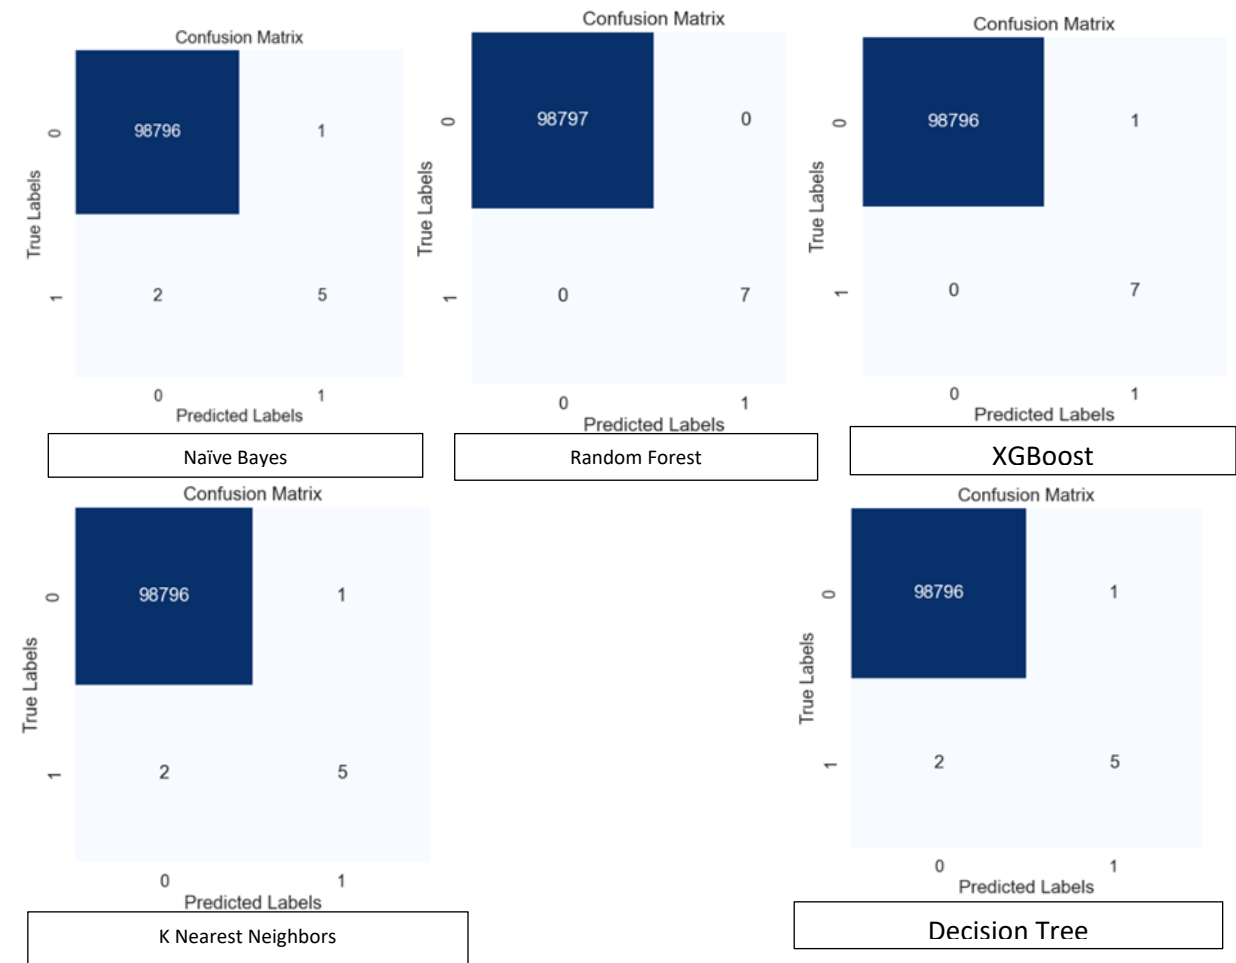 Confusion Matrix
0
98796
1
True Labels
1
2
5
0
1
Predicted Labels
Naïve Bayes
Confusion Matrix
0
98797
0
True Labels
1
0
7
0
1
Predicted Labels
Random Forest
Confusion Matrix
0
98796
1
True Labels
1
0
7
0
1
Predicted Labels
XGBoost
Confusion Matrix
0
98796
1
True Labels
1
2
5
0
1
Predicted Labels
K Nearest Neighbors
Confusion Matrix
0
98796
1
True Labels
1
2
5
0
1
Predicted Labels
Decision Tree